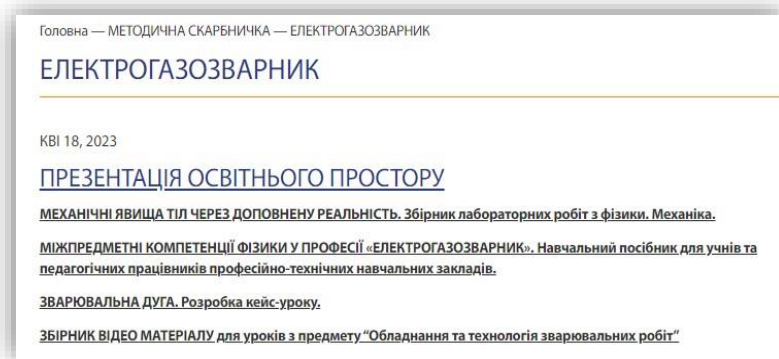 Головна — МЕТОДИЧНА СКАРБНИЧКА — ЕЛЕКТРОГАЗОЗВАРНИК
ЕЛЕКТРОГАЗОЗВАРНИК
КВІ 18, 2023
ПРЕЗЕНТАЦІЯ ОСВІТНЬОГО ПРОСТОРУ
МЕХАНІЧНІ ЯВИЩА ТІЛ ЧЕРЕЗ ДОПОВНЕНУ РЕАЛЬНІСТЬ. Збірник лабораторних робіт з фізики. Механіка.
МІЖПРЕДМЕТНІ КОМПЕТЕНЦІЇ ФІЗИКИ У ПРОФЕСІЇ «ЕЛЕКТРОГАЗОЗВАРНИК». Навчальний посібник для учнів та
педагогічних працівників професійно-технічних навчальних закладів.
ЗВАРЮВАЛЬНА ДУГА. Розробка кейс-уроку.
ЗБІРНИК ВІДЕО МАТЕРІАЛУ для уроків з предмету “Обладнання та технологія зварювальних робіт”